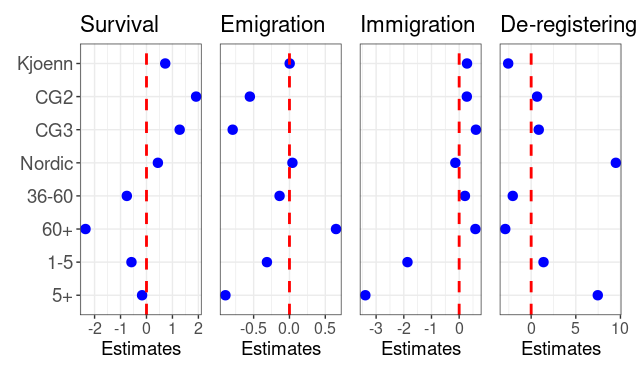 Survival Emigration Immigration De-registering
Kjoenn
CG2
CG3
Nordic
36-60
60+
1-5
5+
-2 -1 0 1 2 -0.5 0.0 0.5 -3 -2 -1 0 0 5 10
Estimates Estimates Estimates Estimates